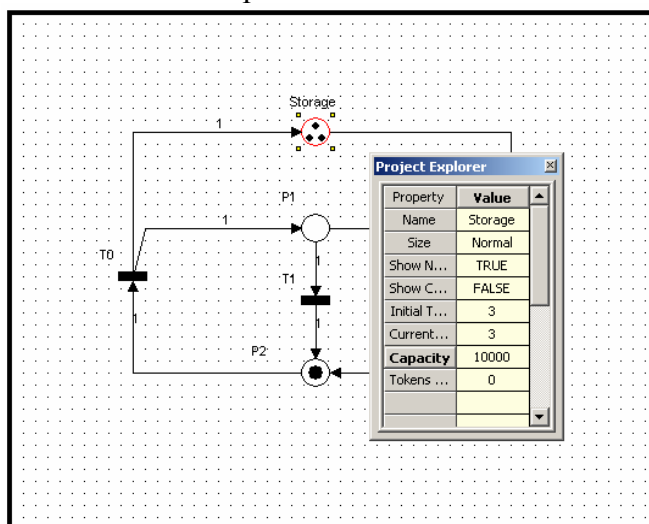 Storage
1
Project Explorer
Property Value
Name Storage
Size Normal
Show N... TRUE
Show C... FALSE
Initial T... 3
Current... 3
Capacity 10000
Tokens ... 0
P1
1
T0
1
T1
1
1
P2